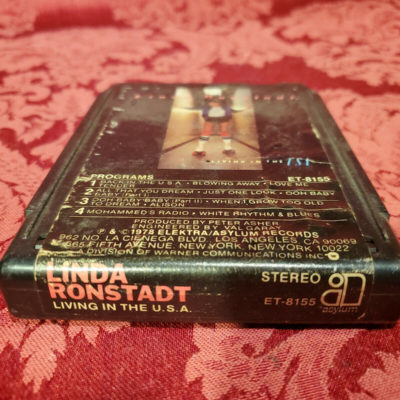 LIVING IN THE USA
PROGRAMS ET-8155
1 BACK IN THE U.S.A. • BLOWING AWAY • LOVE ME
TENDER
2 ALL THAT YOU DREAM • JUST ONE LOOK • OOH BABY
BABY (Part I)
3 OOH BABY BABY (Part II) • WHEN I GROW TOO OLD
TO DREAM • ALISON
4 MOHAMMED'S RADIO • WHITE RHYTHM & BLUES
PRODUCED BY PETER ASHER
ENGINEERED BY VAL GARAY
℗ & © 1978 ELEKTRA/ASYLUM RECORDS
962 NO. LA CIENEGA BLVD., LOS ANGELES, CA 90069
665 FIFTH AVENUE, NEW YORK, NEW YORK 10022
A DIVISION OF WARNER COMMUNICATIONS INC.
LINDA
RONSTADT
LIVING IN THE U.S.A.
STEREO
ET-8155
asylum